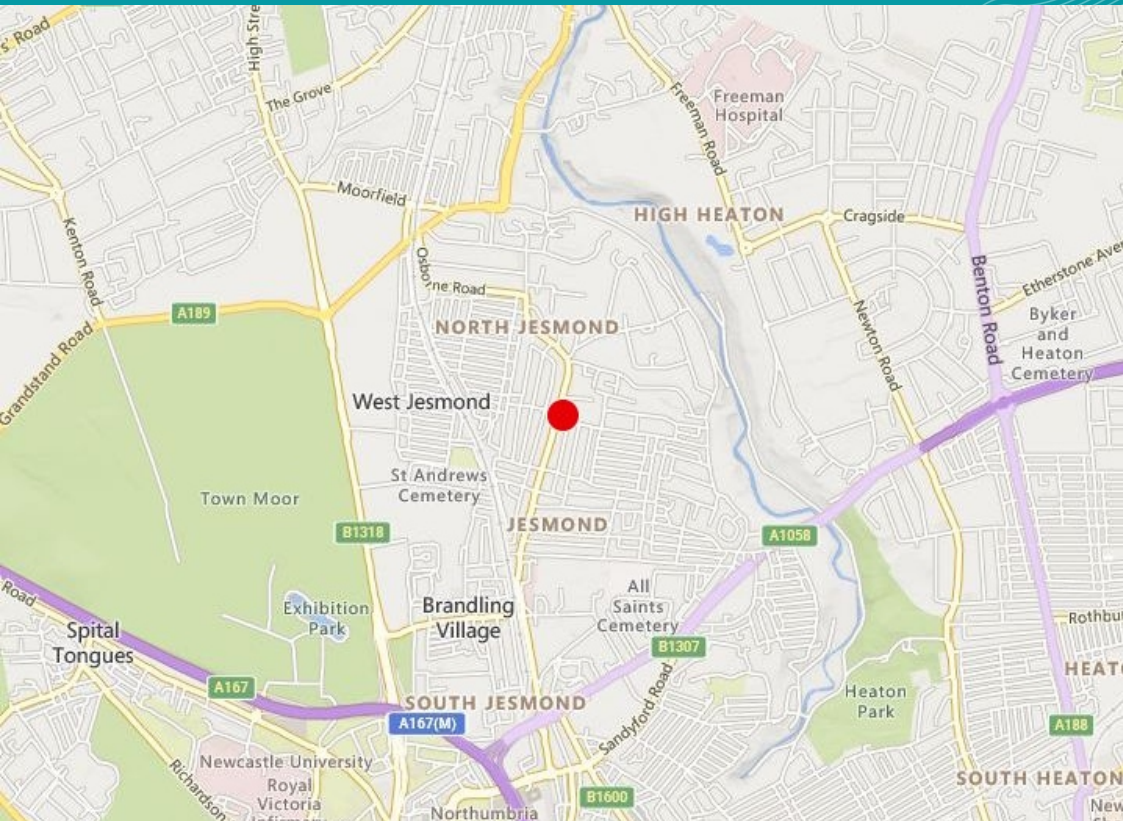 s' Road
High Stre
The Grove
Freeman Road
Freeman
Hospital
Moorfield
HIGH HEATON
Cragside
Kenton Road
Osborne Road
Benton Road
Etherstone Ave
A189
NORTH JESMOND
Newton Road
Byker
and
Heaton
Cemetery
Grandstand Road
West Jesmond
St Andrews
Cemetery
Town Moor
B1318
JESMOND
A1058
Road
Exhibition
Park
Brandling
Village
All
Saints
Cemetery
Rothbu
Spital
Tongues
B1307
HEAT
A167
SOUTH JESMOND
Sandyford Road
Heaton
Park
A167(M)
A188
Newcastle University
Richardson
Royal
Victoria
Infirmary
SOUTH HEATON
B1600
Northumbria
New